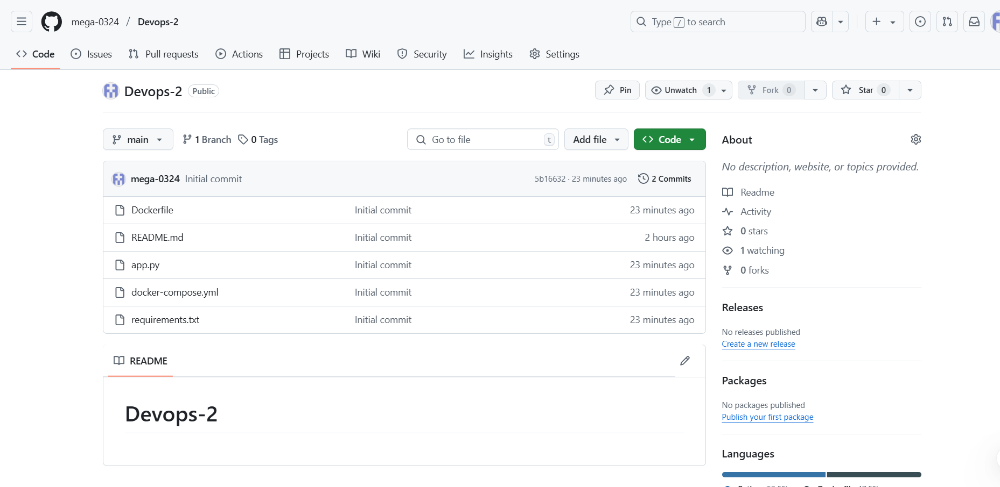 mega-0324 / Devops-2
Type / to search
Code Issues Pull requests Actions Projects Wiki Security Insights Settings
Devops-2 Public
Pin Unwatch 1 Fork 0 Star 0
main 1 Branch 0 Tags
Go to file t Add file Code
mega-0324 Initial commit 5b16632 · 23 minutes ago 2 Commits
Dockerfile Initial commit 23 minutes ago
README.md Initial commit 2 hours ago
app.py Initial commit 23 minutes ago
docker-compose.yml Initial commit 23 minutes ago
requirements.txt Initial commit 23 minutes ago
README
Devops-2
About
No description, website, or topics provided.
Readme
Activity
0 stars
1 watching
0 forks
Releases
No releases published
Create a new release
Packages
No packages published
Publish your first package
Languages